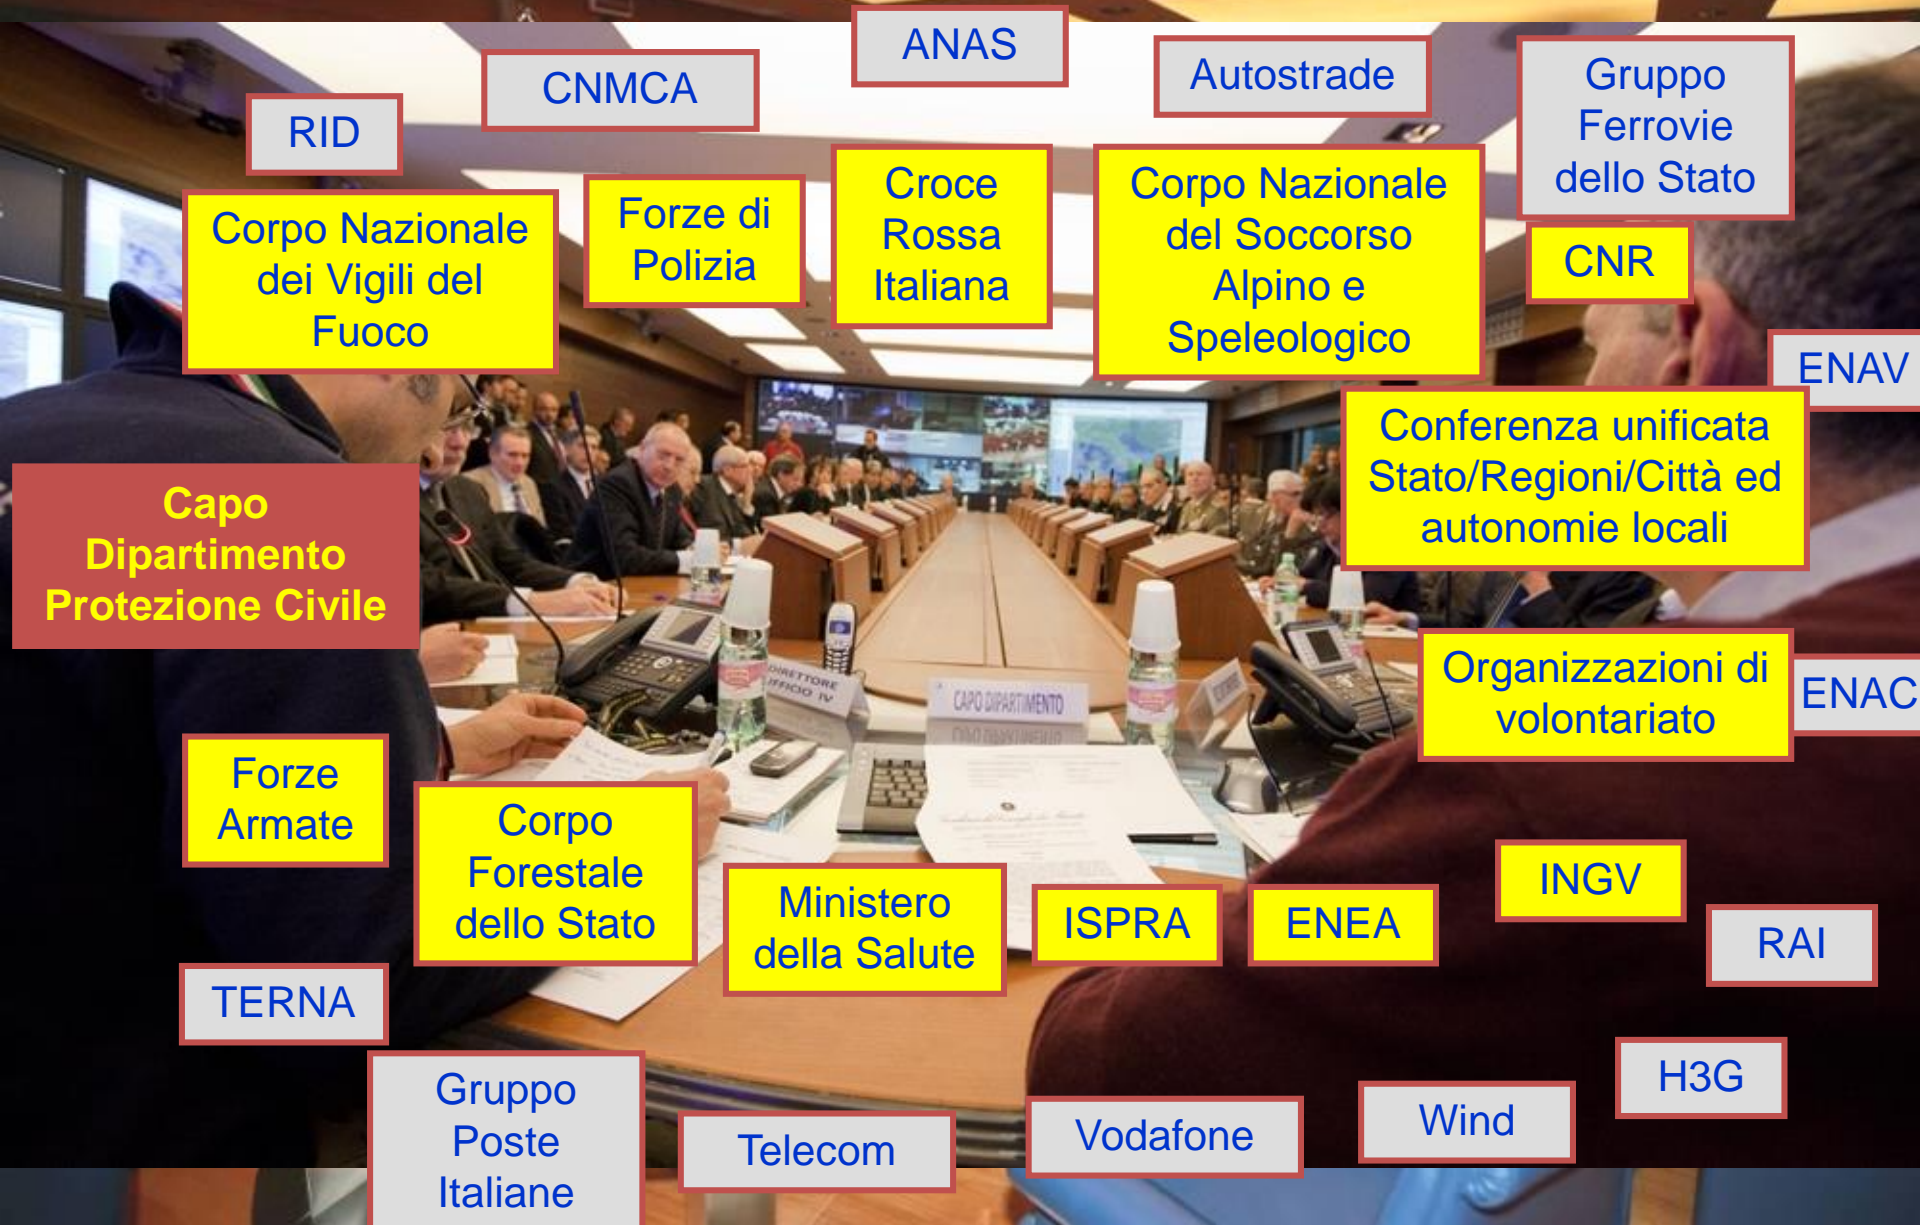 ANAS
CNMCA
Autostrade
Gruppo
Ferrovie
dello Stato
RID
Corpo Nazionale
dei Vigili del
Fuoco
Forze di
Polizia
Croce
Rossa
Italiana
Corpo Nazionale
del Soccorso
Alpino e
Speleologico
CNR
ENAV
Conferenza unificata
Stato/Regioni/Città ed
autonomie locali
Capo
Dipartimento
Protezione Civile
Organizzazioni di
volontariato
ENAC
DIRETTORE
UFFICIO IV
CAPO DIPARTIMENTO
Forze
Armate
Corpo
Forestale
dello Stato
Ministero
della Salute
ISPRA
ENEA
INGV
RAI
TERNA
Gruppo
Poste
Italiane
Telecom
Vodafone
Wind
H3G